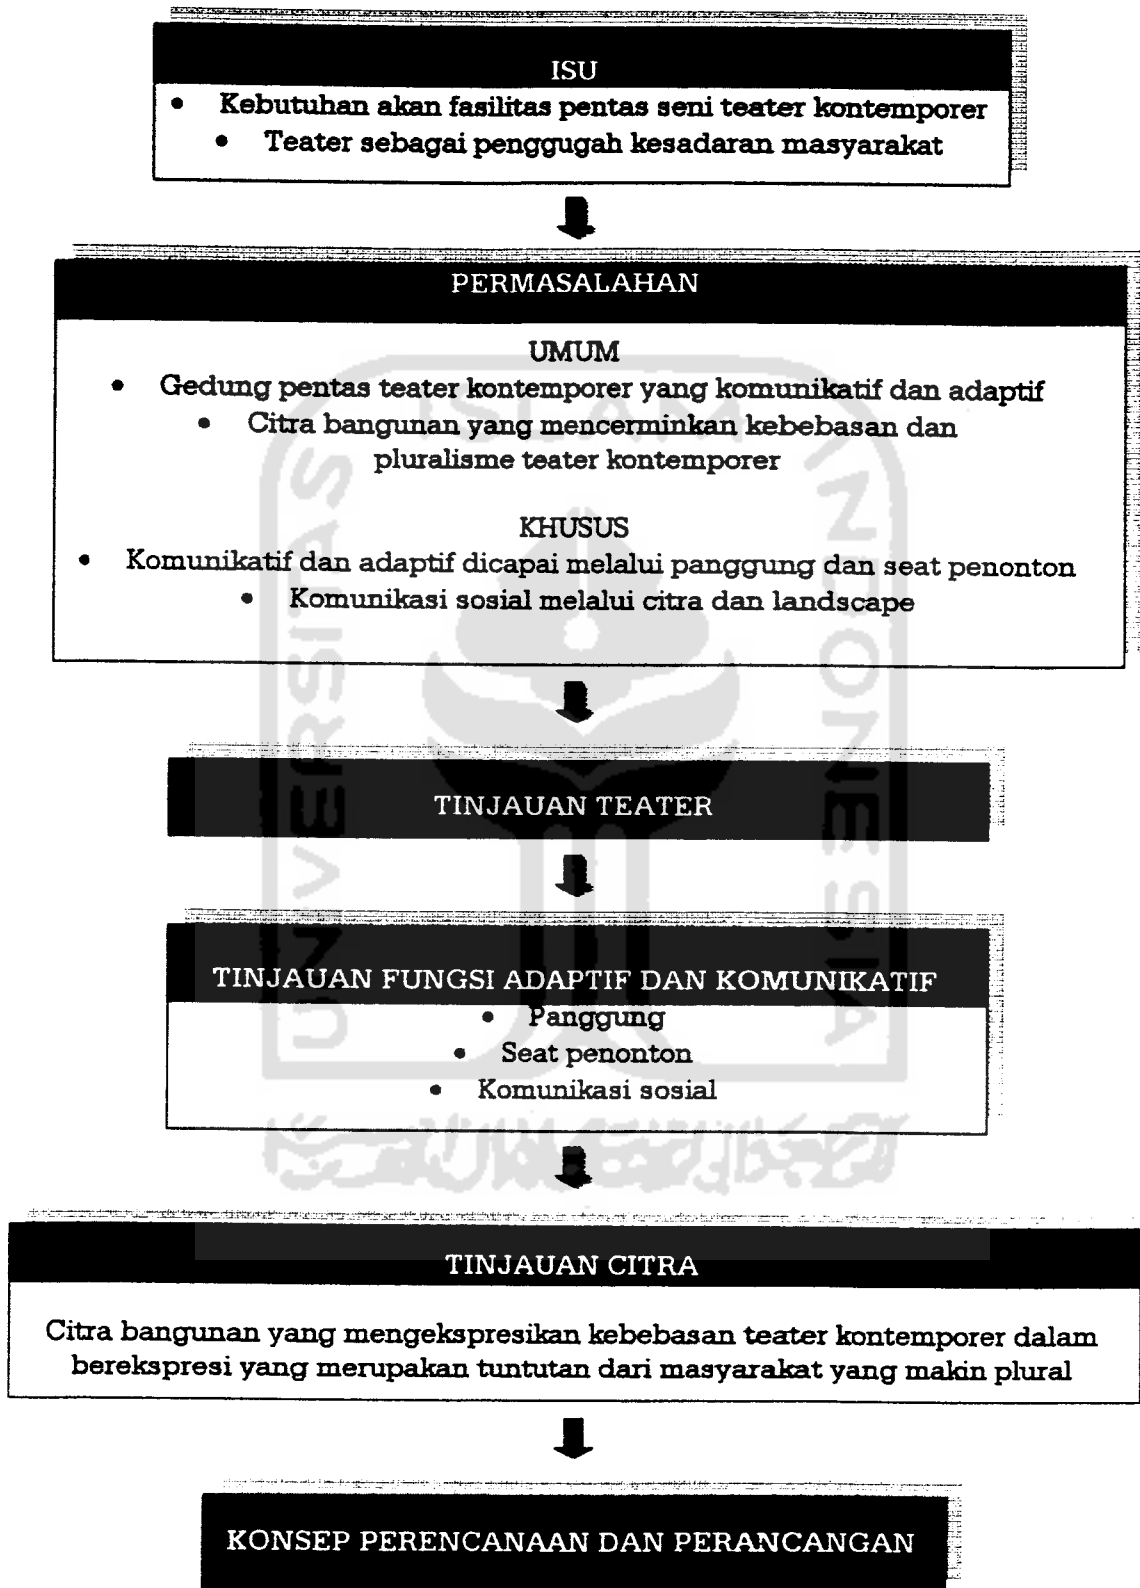 ISU
• Kebutuhan akan fasilitas pentas seni teater kontemporer
• Teater sebagai penggugah kesadaran masyarakat
PERMASALAHAN
UMUM
• Gedung pentas teater kontemporer yang komunikatif dan adaptif
• Citra bangunan yang mencerminkan kebebasan dan
pluralisme teater kontemporer
KHUSUS
• Komunikatif dan adaptif dicapai melalui panggung dan seat penonton
• Komunikasi sosial melalui citra dan landscape
TINJAUAN TEATER
TINJAUAN FUNGSI ADAPTIF DAN KOMUNIKATIF
• Panggung
• Seat penonton
• Komunikasi sosial
TINJAUAN CITRA
Citra bangunan yang mengekspresikan kebebasan teater kontemporer dalam
berekspresi yang merupakan tuntutan dari masyarakat yang makin plural
KONSEP PERENCANAAN DAN PERANCANGAN
UNIVERSITAS
ISLAM
INDONESIA